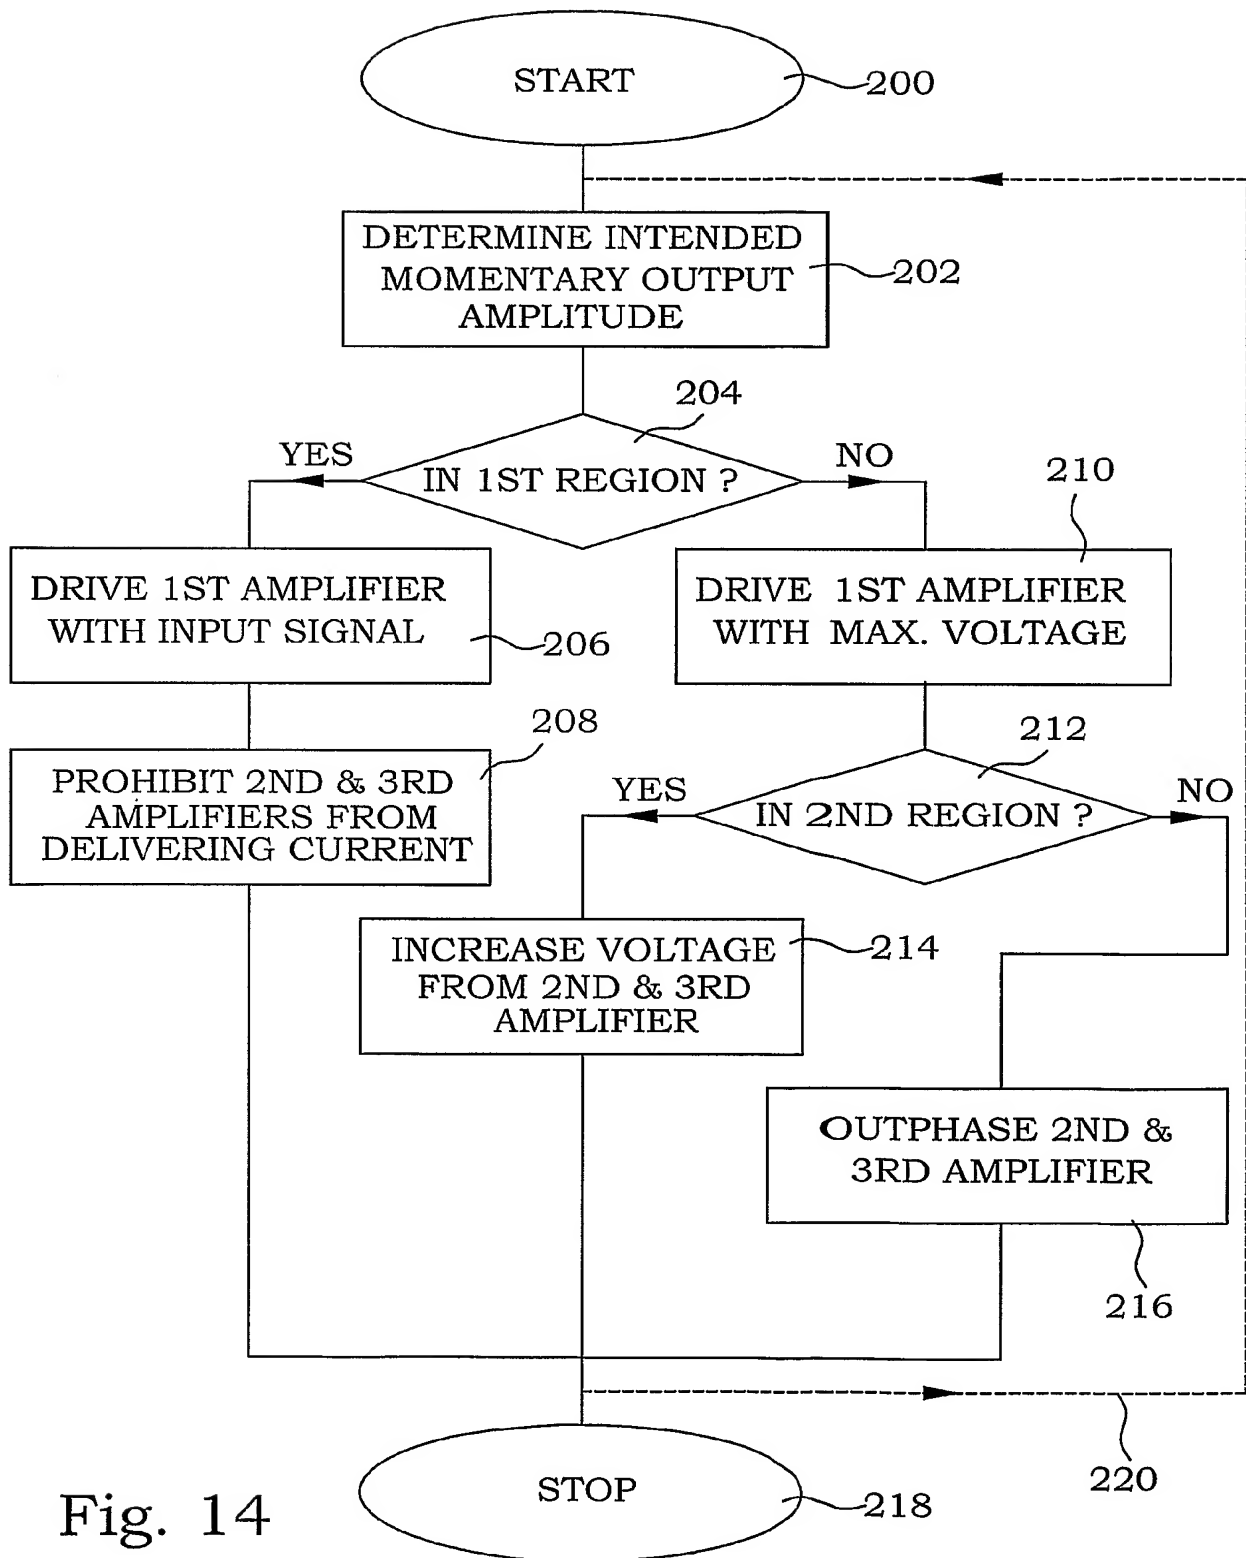 START
200
DETERMINE INTENDED
MOMENTARY OUTPUT
AMPLITUDE
202
204
YES
IN 1ST REGION ?
NO
210
DRIVE 1ST AMPLIFIER
WITH INPUT SIGNAL
206
DRIVE 1ST AMPLIFIER
WITH MAX. VOLTAGE
208
PROHIBIT 2ND & 3RD
AMPLIFIERS FROM
DELIVERING CURRENT
212
YES
IN 2ND REGION ?
NO
INCREASE VOLTAGE
FROM 2ND & 3RD
AMPLIFIER
214
OUTPHASE 2ND &
3RD AMPLIFIER
216
220
STOP
218
Fig. 14